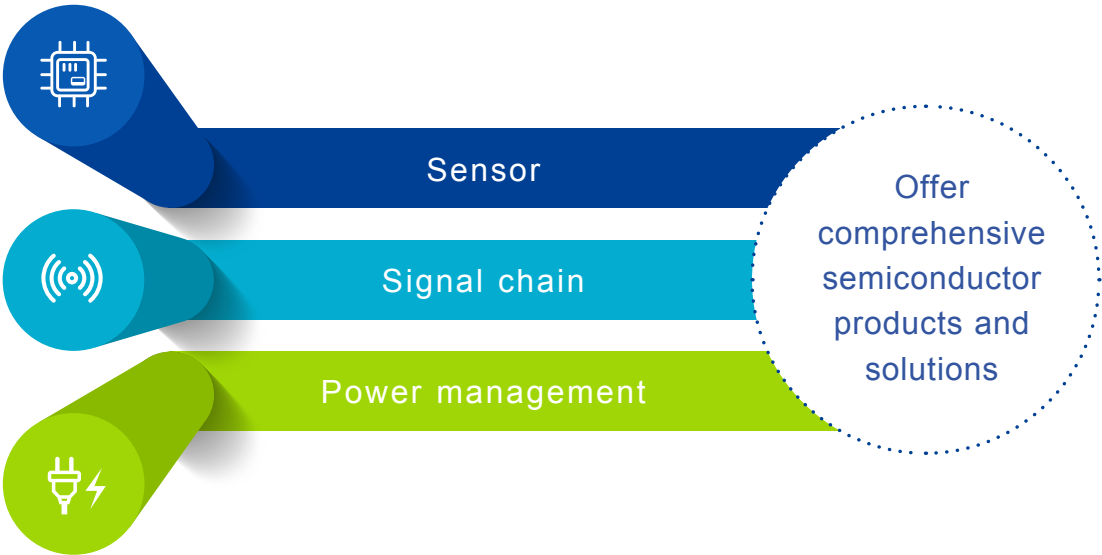 Sensor
Signal chain
Power management
Offer
comprehensive
semiconductor
products and
solutions